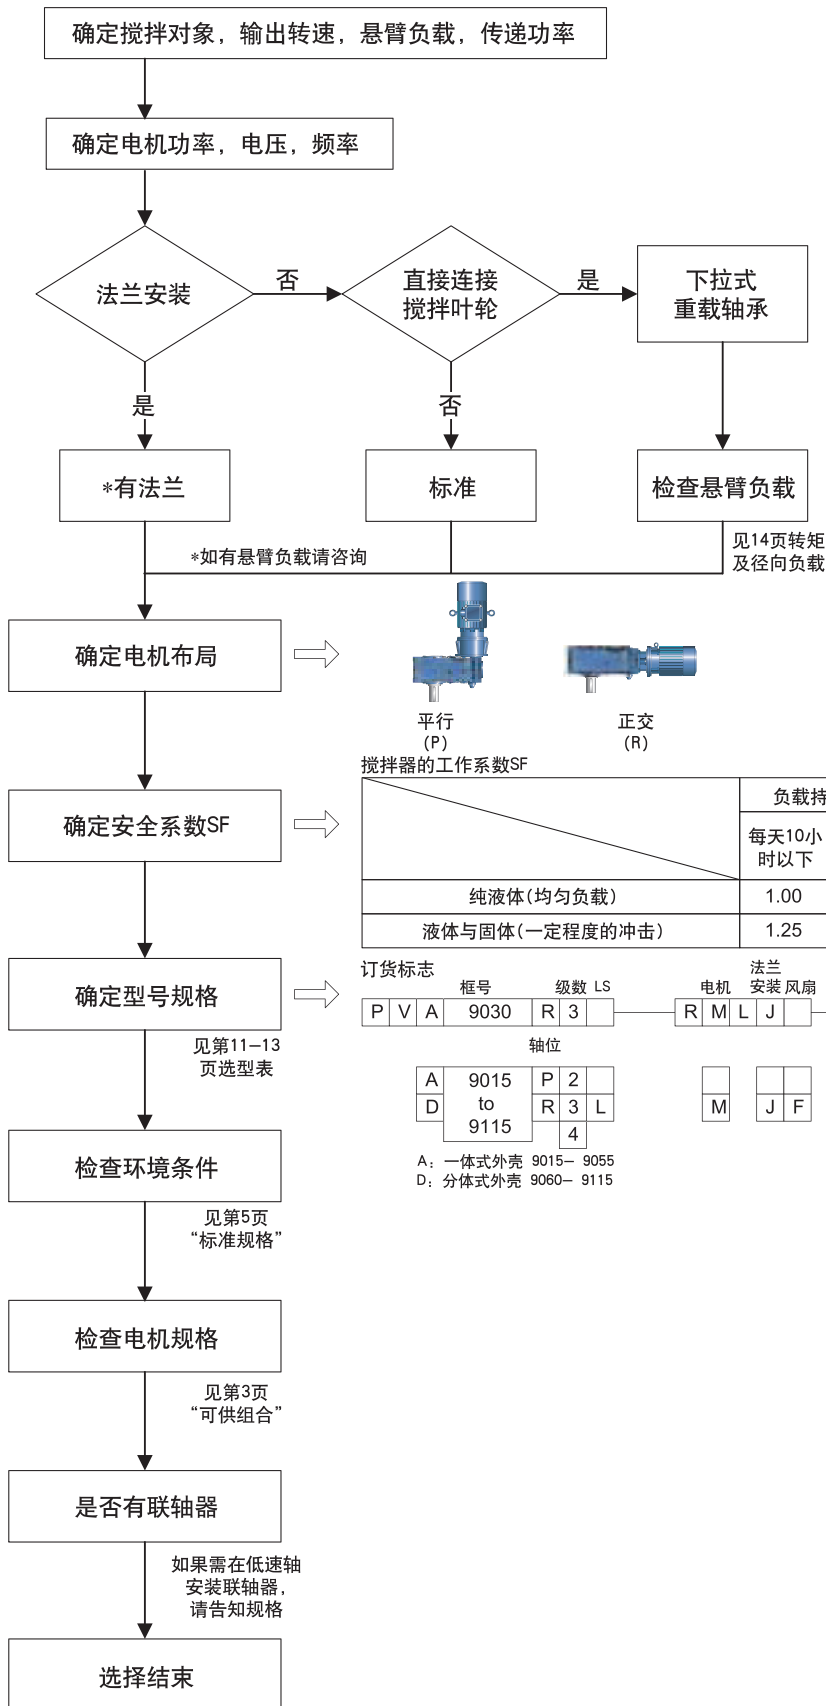 确定搅拌对象，输出转速，悬臂负载，传递功率
确定电机功率，电压，频率
法兰安装
否
直接连接
搅拌叶轮
是
下拉式
重载轴承
是
否
*有法兰
标准
检查悬臂负载
*如有悬臂负载请咨询
见14页转矩
及径向负载
确定电机布局
平行
(P)
正交
(R)
搅拌器的工作系数SF
确定安全系数SF
负载持
每天10小
时以下
纯液体(均匀负载)
1.00
液体与固体(一定程度的冲击)
1.25
确定型号规格
订货标志
框号
级数 LS
电机
法兰
安装 风扇
P V A 9030 R 3
R M L J
轴位
见第11—13
页选型表
A 9015 P 2
D to R 3 L M J F
9115 4
A：一体式外壳 9015— 9055
D：分体式外壳 9060— 9115
检查环境条件
见第5页
“标准规格”
检查电机规格
见第3页
“可供组合”
是否有联轴器
如果需在低速轴
安装联轴器，
请告知规格
选择结束